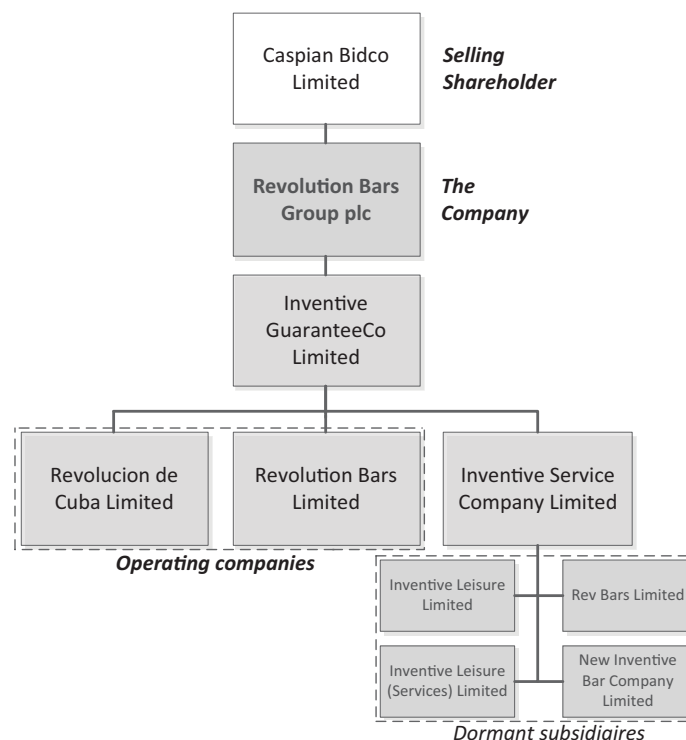 Caspian Bidco
Limited
Selling
Shareholder
Revolution Bars
Group plc
The
Company
Inventive
GuaranteeCo
Limited
Revolucion de
Cuba Limited
Revolution Bars
Limited
Inventive Service
Company Limited
Operating companies
Inventive Leisure
Limited
Rev Bars Limited
Inventive Leisure
(Services) Limited
New Inventive
Bar Company
Limited
Dormant subsidiaires